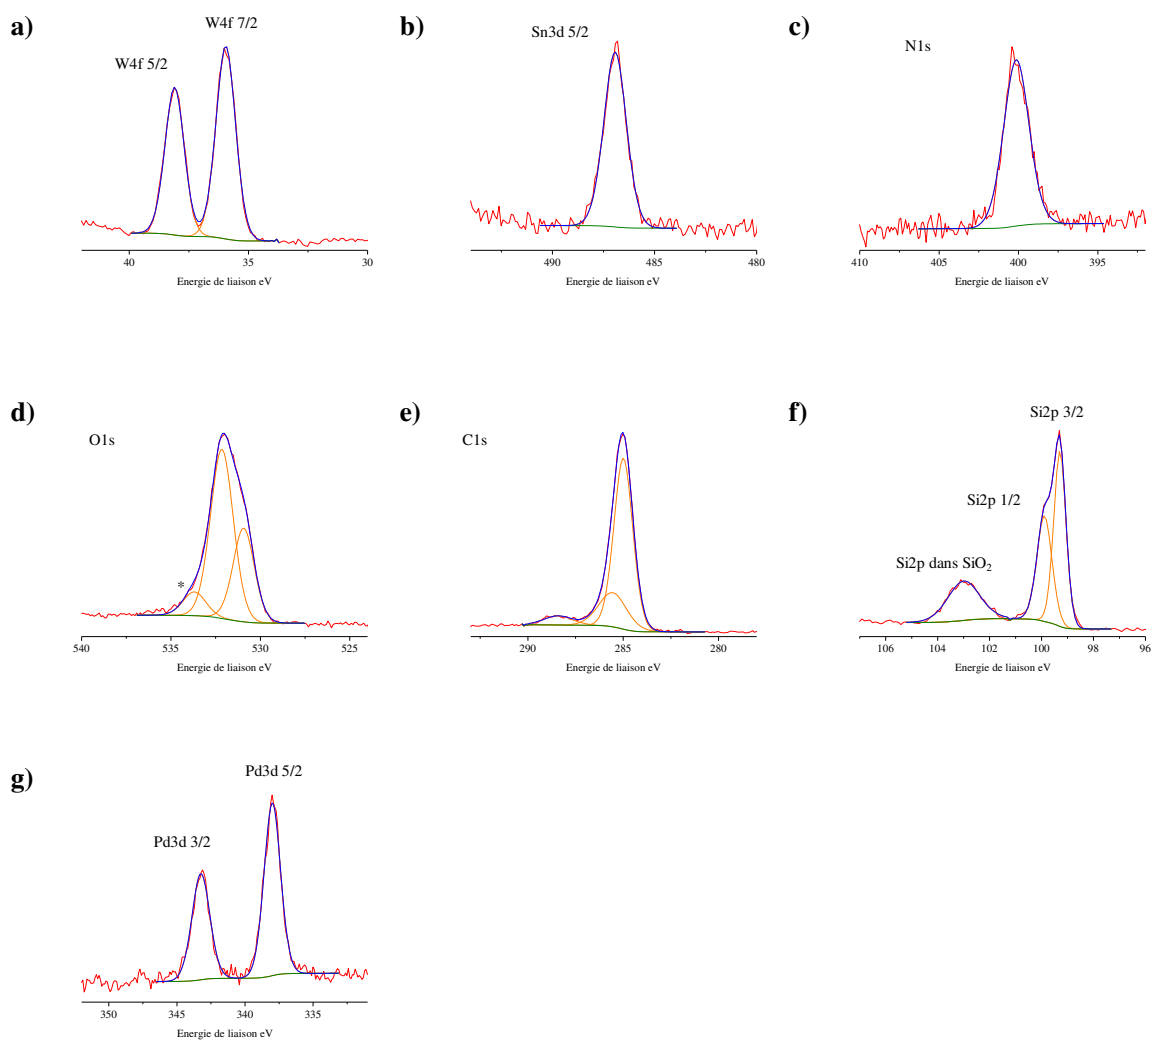 a)
W4f 7/2
W4f 5/2
40
35
30
Energie de liaison eV
b)
Sn3d 5/2
490
485
480
Energie de liaison eV
c)
N1s
410
405
400
395
Energie de liaison eV
d)
O1s
*
540
535
530
525
Energie de liaison eV
e)
C1s
290
285
280
Energie de liaison eV
f)
Si2p 3/2
Si2p 1/2
Si2p dans SiO₂
106
104
102
100
98
96
Energie de liaison eV
g)
Pd3d 5/2
Pd3d 3/2
350
345
340
335
Energie de liaison eV